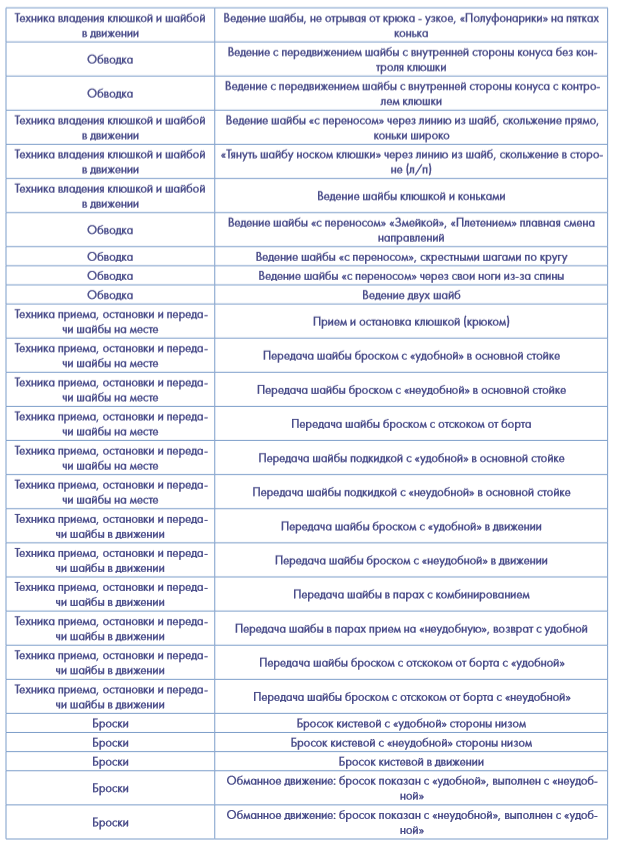 Техника владения клюшкой и шайбой
в движении
Ведение шайбы, не отрывая от крюка - узкое, «Полуфонарики» на пятках
конька
Обводка
Ведение с передвижением шайбы с внутренней стороны конуса без кон-
троля клюшки
Обводка
Ведение с передвижением шайбы с внутренней стороны конуса с контро-
лем клюшки
Техника владения клюшкой и шайбой
в движении
Ведение шайбы «с переносом» через линию из шайб, скольжение прямо,
коньки широко
Техника владения клюшкой и шайбой
в движении
«Тянуть шайбу носком клюшки» через линию из шайб, скольжение в сторо-
не (л/п)
Техника владения клюшкой и шайбой
в движении
Ведение шайбы клюшкой и коньками
Обводка
Ведение шайбы «с переносом» «Змейкой», «Плетением» плавная смена
направлений
Обводка
Ведение шайбы «с переносом», скрестными шагами по кругу
Обводка
Ведение шайбы «с переносом» через свои ноги из-за спины
Обводка
Ведение двух шайб
Техника приема, остановки и переда-
чи шайбы на месте
Прием и остановка клюшкой (крюком)
Техника приема, остановки и переда-
чи шайбы на месте
Передача шайбы броском с «удобной» в основной стойке
Техника приема, остановки и переда-
чи шайбы на месте
Передача шайбы броском с «неудобной» в основной стойке
Техника приема, остановки и переда-
чи шайбы на месте
Передача шайбы броском с отскоком от борта
Техника приема, остановки и переда-
чи шайбы на месте
Передача шайбы подкидкой с «удобной» в основной стойке
Техника приема, остановки и переда-
чи шайбы на месте
Передача шайбы подкидкой с «неудобной» в основной стойке
Техника приема, остановки и переда-
чи шайбы в движении
Передача шайбы броском с «удобной» в движении
Техника приема, остановки и переда-
чи шайбы в движении
Передача шайбы броском с «неудобной» в движении
Техника приема, остановки и переда-
чи шайбы в движении
Передача шайбы в парах с комбинированием
Техника приема, остановки и переда-
чи шайбы в движении
Передача шайбы в парах прием на «неудобную», возврат с удобной
Техника приема, остановки и переда-
чи шайбы в движении
Передача шайбы броском с отскоком от борта с «удобной»
Техника приема, остановки и переда-
чи шайбы в движении
Передача шайбы броском с отскоком от борта с «неудобной»
Броски
Бросок кистевой с «удобной» стороны низом
Броски
Бросок кистевой с «неудобной» стороны низом
Броски
Бросок кистевой в движении
Броски
Обманное движение: бросок показан с «удобной», выполнен с «неудоб-
ной»
Броски
Обманное движение: бросок показан с «неудобной», выполнен с «удоб-
ной»